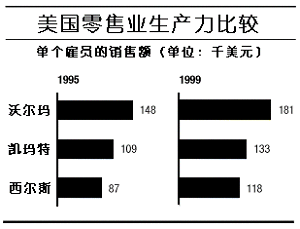 美国零售业生产力比较
单个雇员的销售额（单位：千美元）
1995 1999
沃尔玛 148 181
凯玛特 109 133
西尔斯 87 118